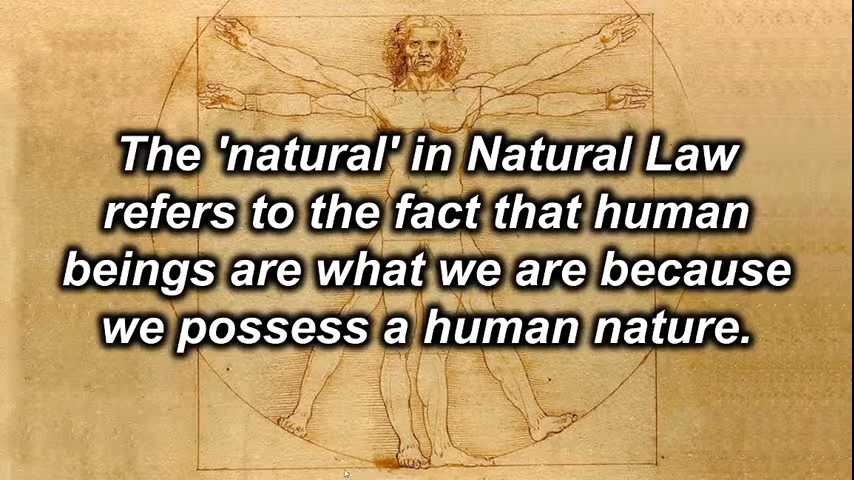 The 'natural' in Natural Law
refers to the fact that human
beings are what we are because
we possess a human nature.